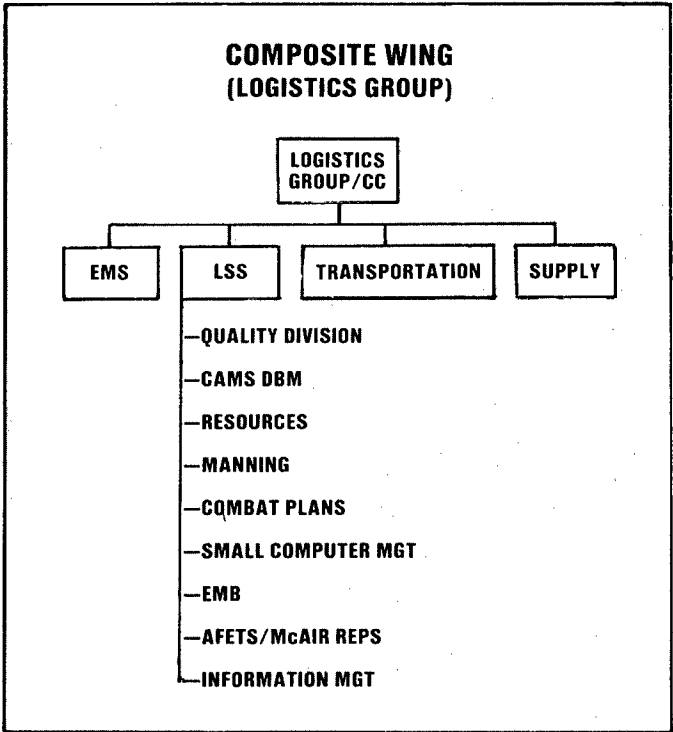 COMPOSITE WING
(LOGISTICS GROUP)
LOGISTICS
GROUP/CC
EMS
LSS
TRANSPORTATION
SUPPLY
—QUALITY DIVISION
—CAMS DBM
—RESOURCES
—MANNING
—COMBAT PLANS
—SMALL COMPUTER MGT
—EMB
—AFETS/McAIR REPS
—INFORMATION MGT